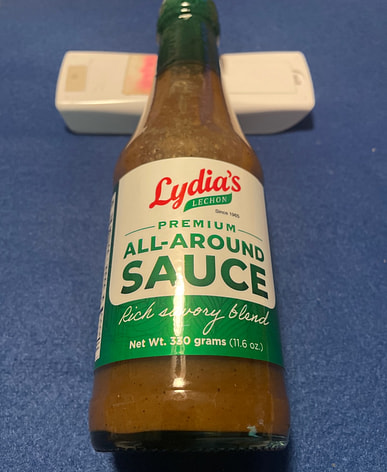 Lydia's
LECHON
Since 1965
PREMIUM
ALL-AROUND
SAUCE
Rich savory blend
Net Wt. 330 grams (11.6 oz.)